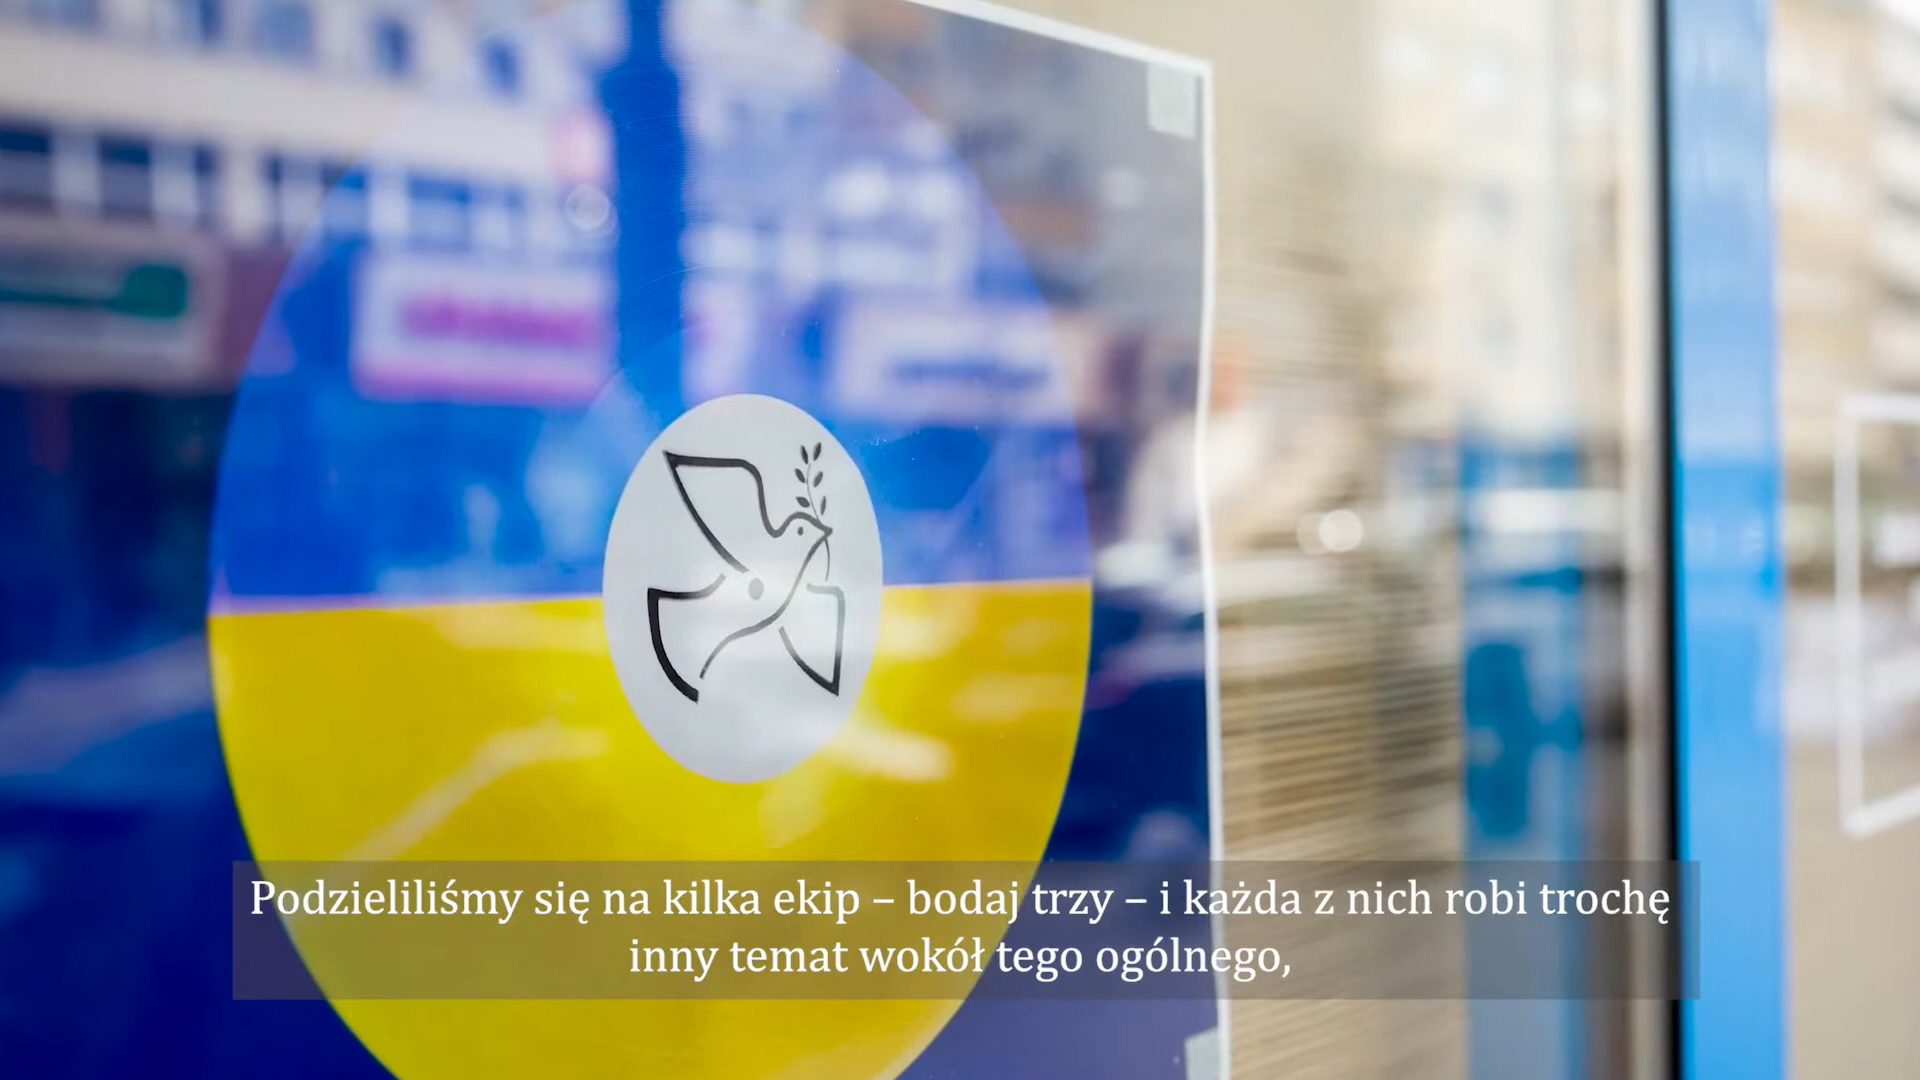 Podzieliliśmy się na kilka ekip – bodaj trzy – i każda z nich robi trochę
inny temat wokół tego ogólnego,